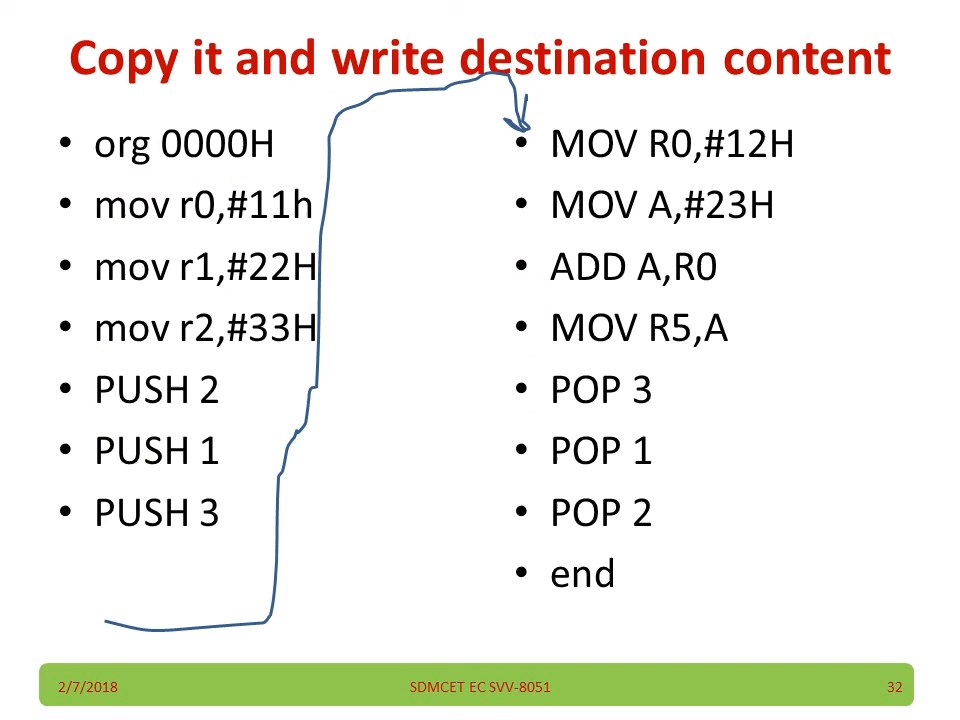 Copy it and write destination content
• org 0000H
• mov r0,#11h
• mov r1,#22H
• mov r2,#33H
• PUSH 2
• PUSH 1
• PUSH 3
• MOV R0,#12H
• MOV A,#23H
• ADD A,R0
• MOV R5,A
• POP 3
• POP 1
• POP 2
• end
2/7/2018 SDMCET EC SVV-8051 32